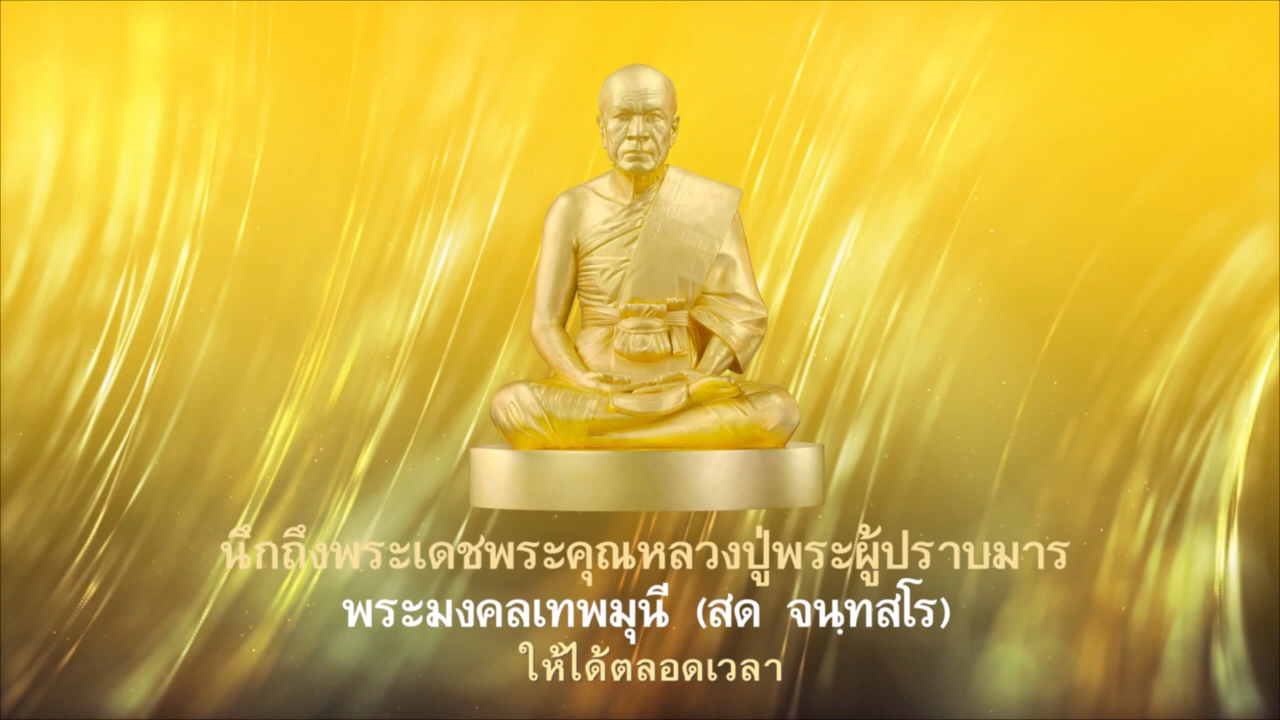 นึกถึงพระเดชพระคุณหลวงปู่พระผู้ปราบมาร
พระมงคลเทพมุนี (สด จนฺทสโร)
ให้ได้ตลอดเวลา